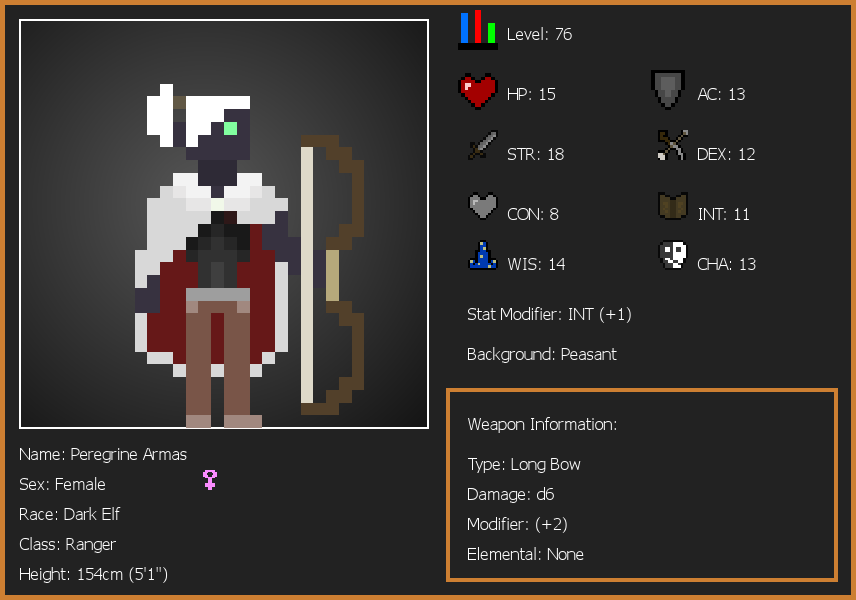 Level: 76
HP: 15
AC: 13
STR: 18
DEX: 12
CON: 8
INT: 11
WIS: 14
CHA: 13
Stat Modifier: INT (+1)
Background: Peasant
Weapon Information:
Type: Long Bow
Damage: d6
Modifier: (+2)
Elemental: None
Name: Peregrine Armas
Sex: Female
Race: Dark Elf
Class: Ranger
Height: 154cm (5'1")